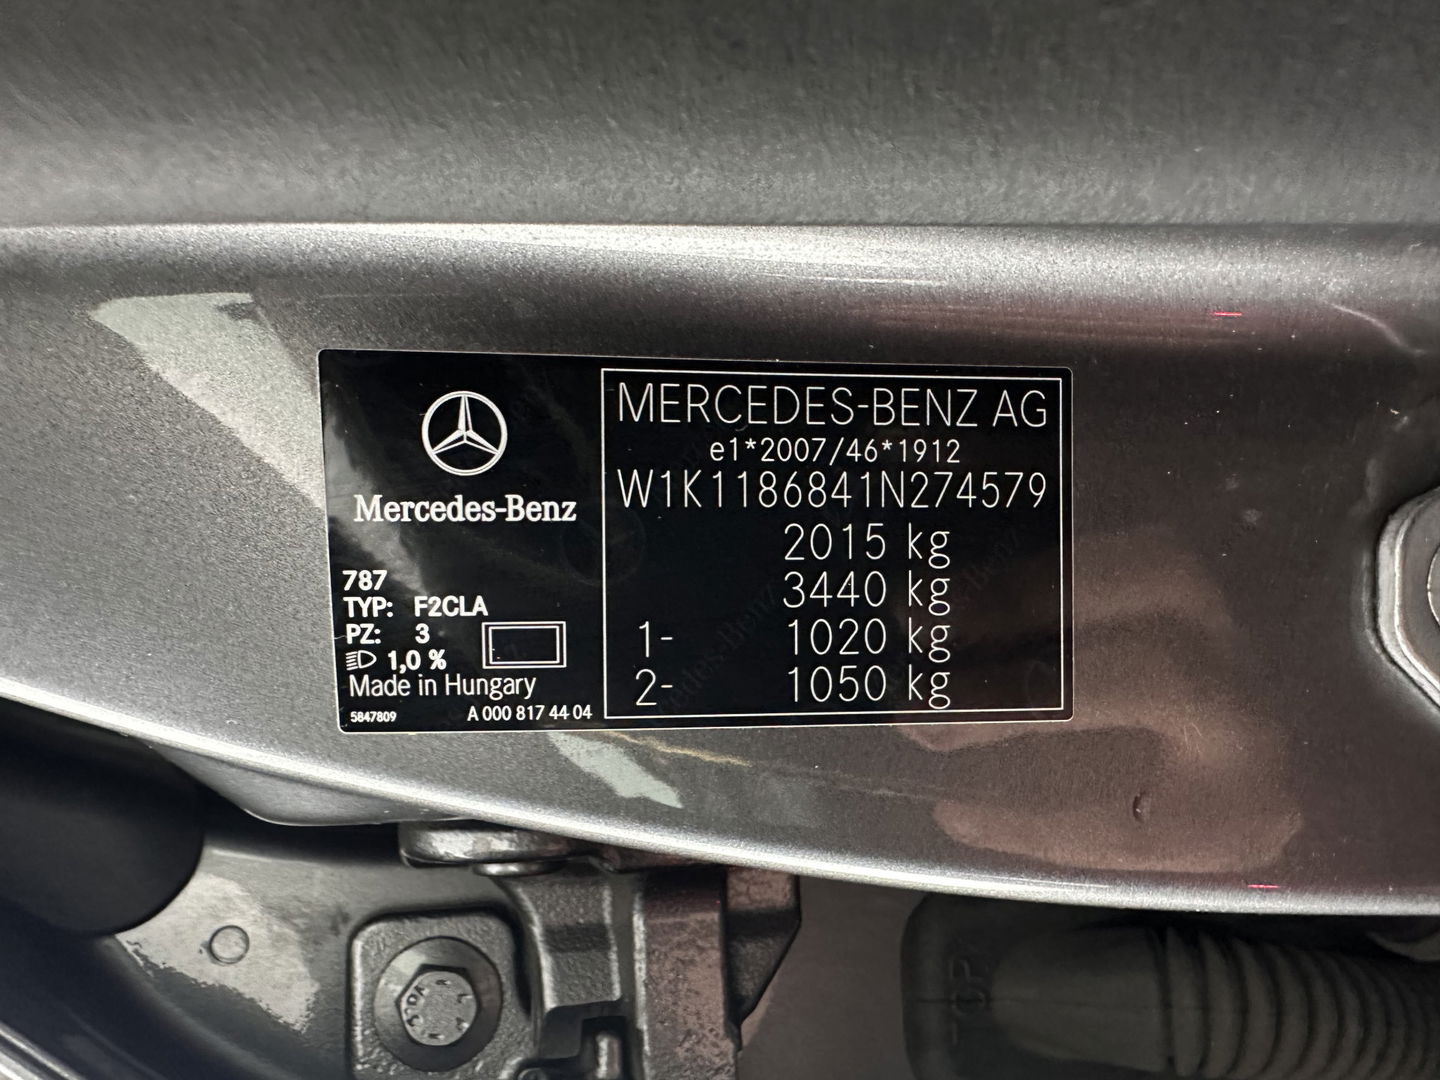 Mercedes-Benz
787
TYP: F2CLA
PZ: 3
1,0 %
Made in Hungary
5847809 A 000 817 44 04
MERCEDES-BENZ AG
e1*2007/46*1912
W1K1186841N274579
2015 kg
3440 kg
1- 1020 kg
2- 1050 kg
TOP